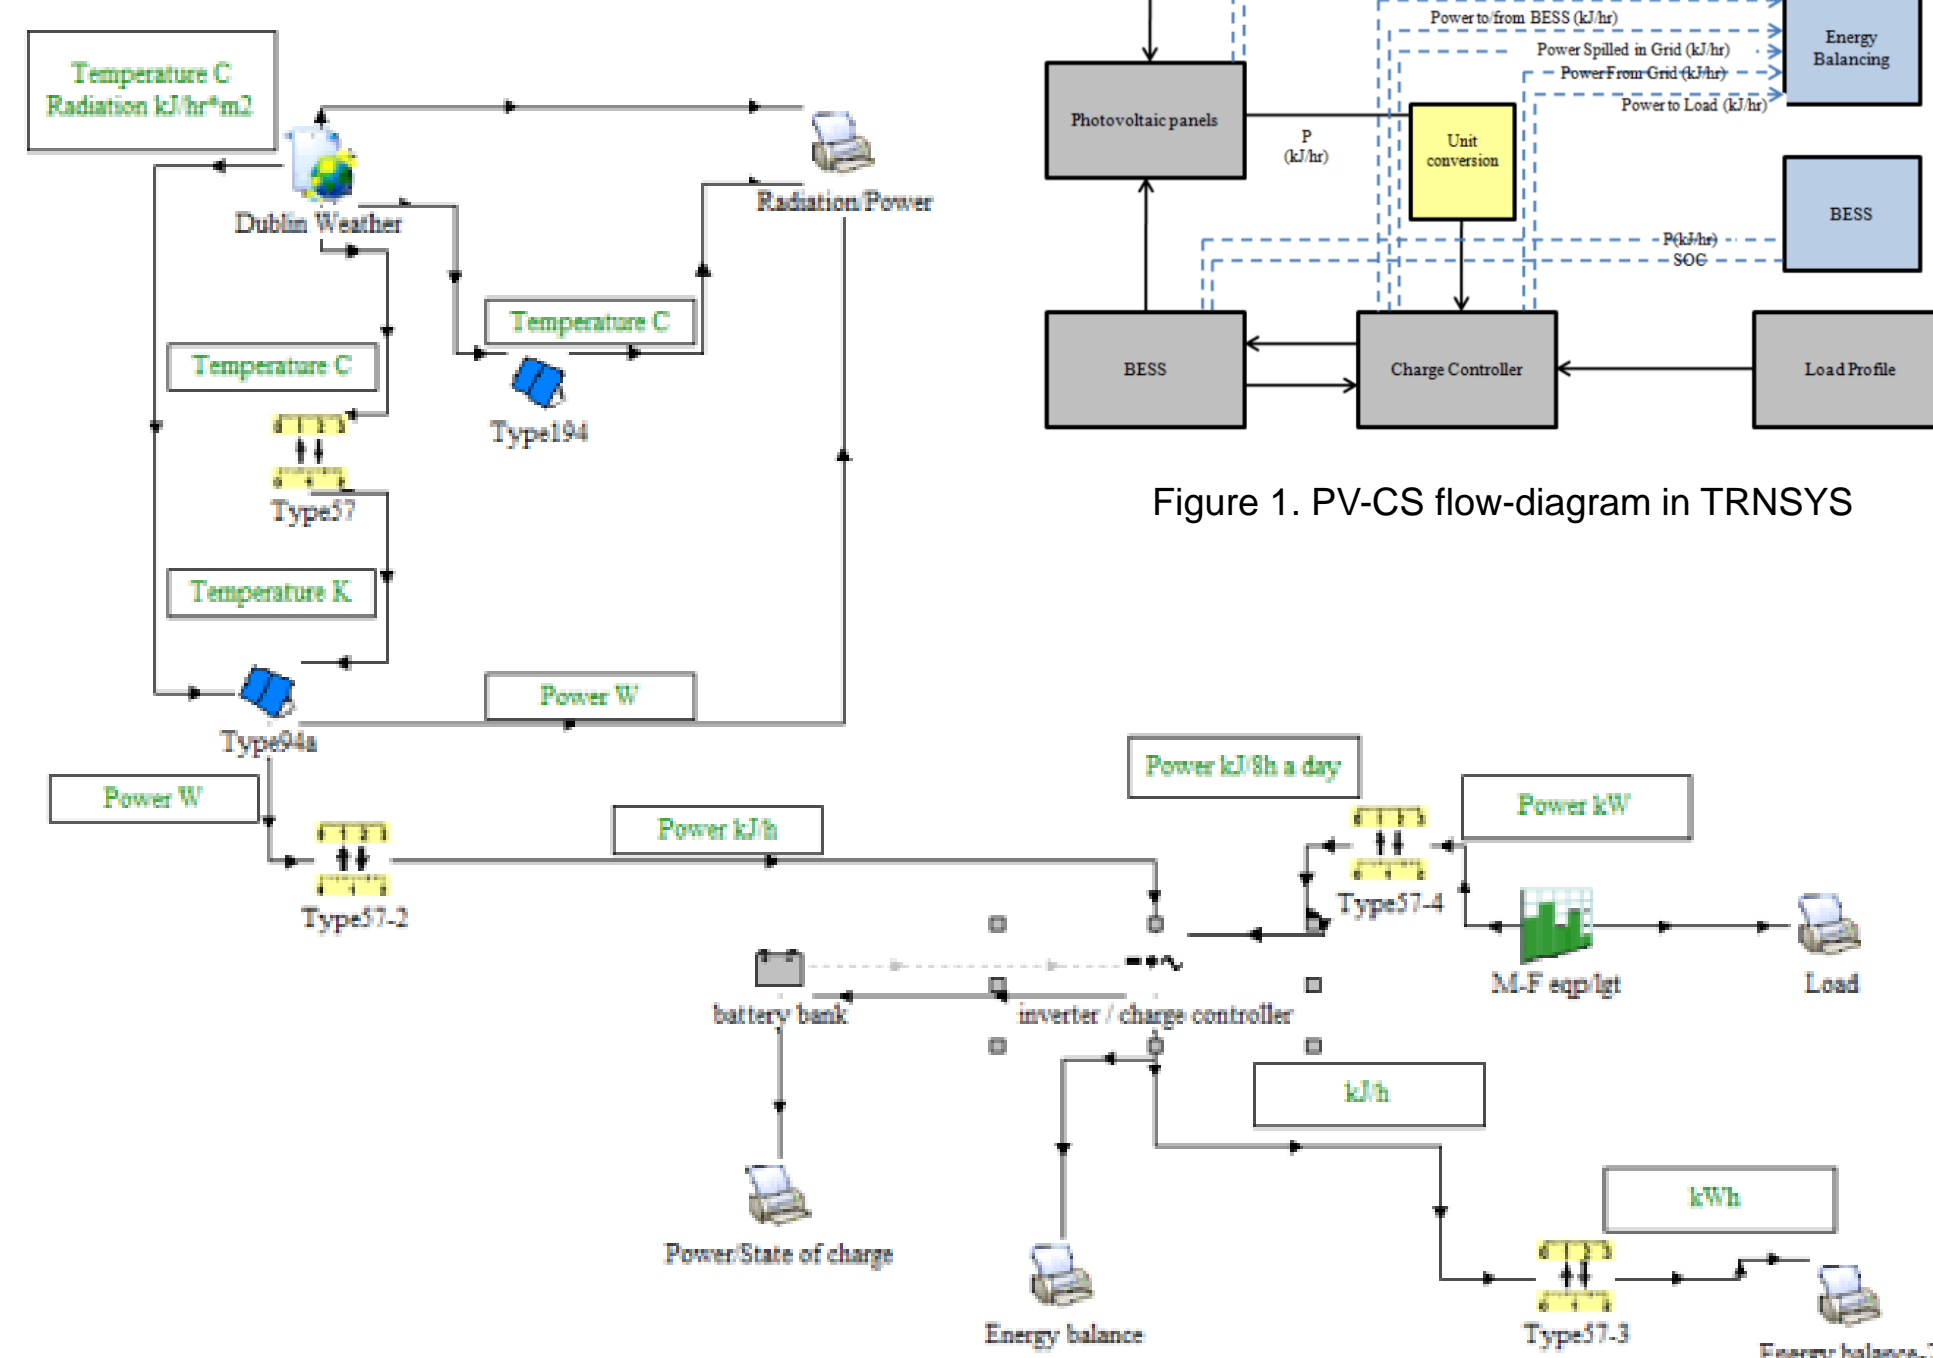 Temperature C
Radiation kJ/hr*m2
Dublin Weather
Radiation/Power
Temperature C
Temperature C
Type194
Type57
Temperature K
Power W
Type94a
Power W
Power kJ/h
Type57-2
Power kJ/8h a day
Power kW
Type57-4
M-F eqp/lgt
Load
battery bank
inverter / charge controller
kJ/h
kWh
Power/State of charge
Energy balance
Type57-3
Power to/from BESS (kJ/hr)
Power Spilled in Grid (kJ/hr)
Power From Grid (kJ/hr)
Power to Load (kJ/hr)
Energy
Balancing
Photovoltaic panels
P
(kJ/hr)
Unit
conversion
BESS
P(kJ/hr)
SOC
BESS
Charge Controller
Load Profile
Figure 1. PV-CS flow-diagram in TRNSYS